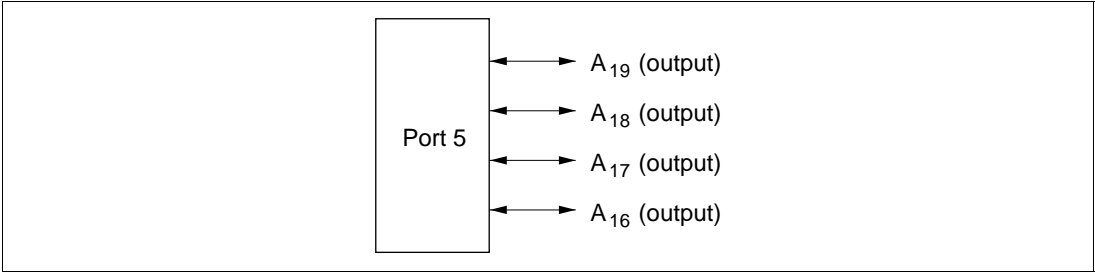 A19 (output)
A18 (output)
Port 5
A17 (output)
A16 (output)